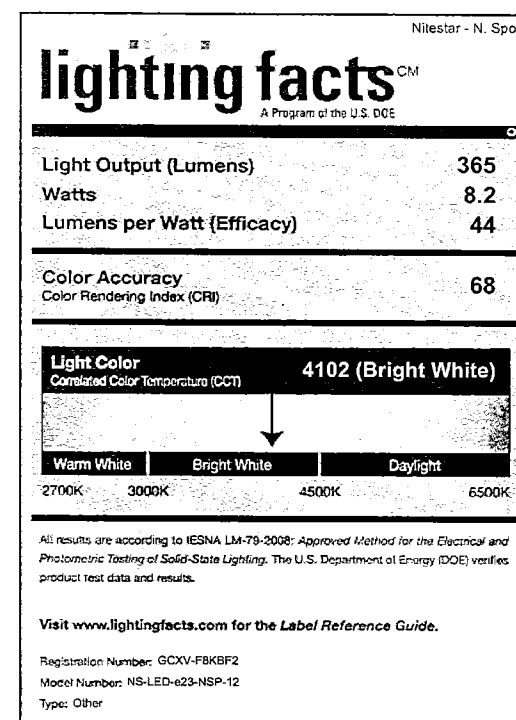 Nitestar - N. Spo
lighting facts CM
A Program of the U.S. DOE
Light Output (Lumens) 365
Watts 8.2
Lumens per Watt (Efficacy) 44
Color Accuracy 68
Color Rendering Index (CRI)
Light Color 4102 (Bright White)
Correlated Color Temperature (CCT)
Warm White Bright White Daylight
2700K 3000K 4500K 6500K
All results are according to IESNA LM-79-2008: Approved Method for the Electrical and
Photometric Testing of Solid-State Lighting. The U.S. Department of Energy (DOE) verifies
product test data and results.
Visit www.lightingfacts.com for the Label Reference Guide.
Registration Number: GCXV-F8KBF2
Model Number: NS-LED-e23-NSP-12
Type: Other